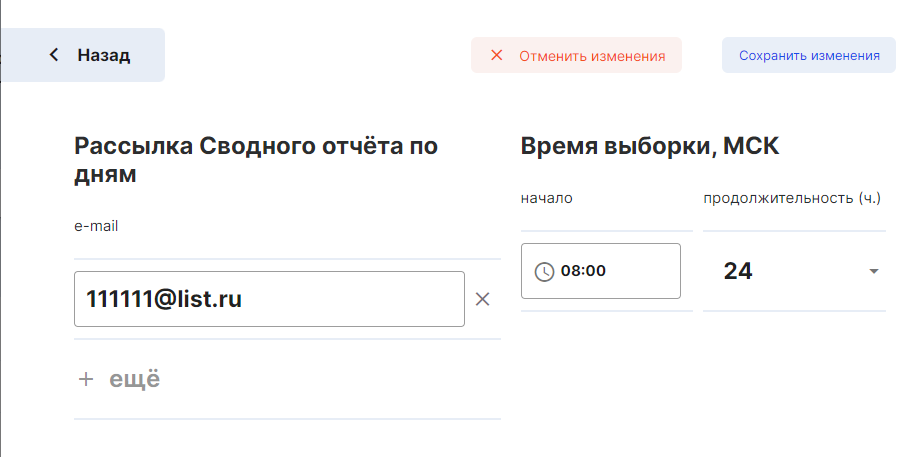 Назад
Отменить изменения
Сохранить изменения
Рассылка Сводного отчёта по
дням
e-mail
111111@list.ru
+ ещё
Время выборки, МСК
начало
продолжительность (ч.)
08:00
24